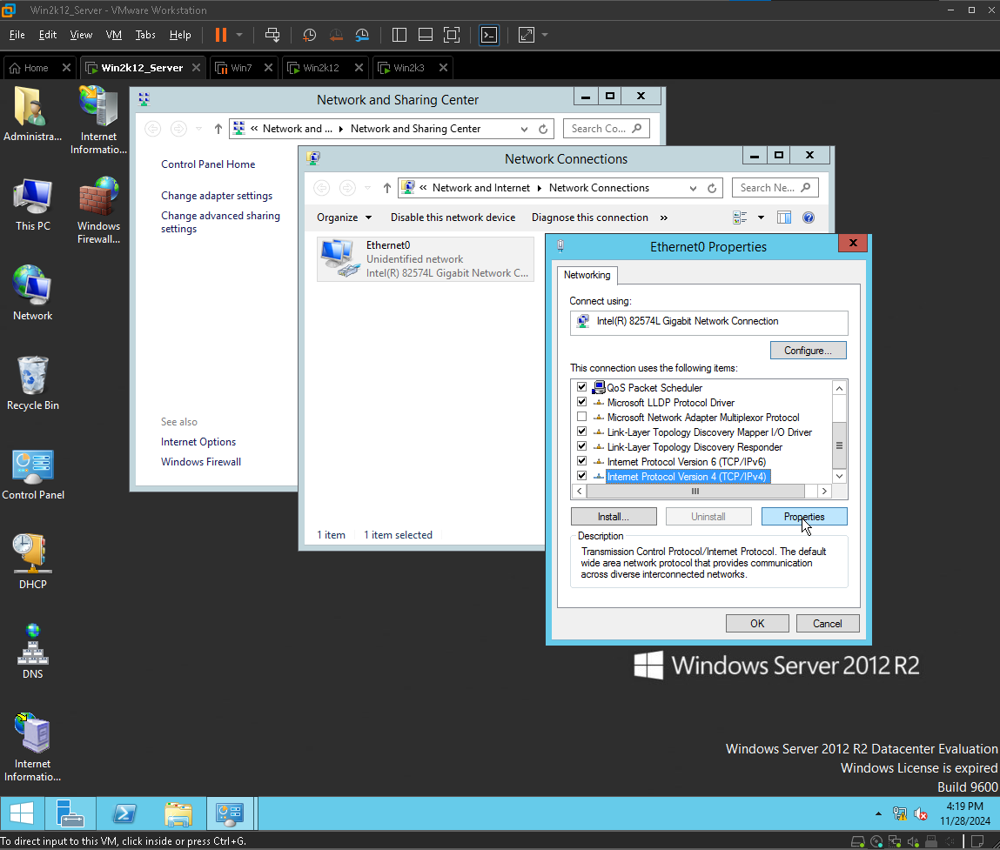 Win2k12_Server - VMware Workstation
File Edit View VM Tabs Help
Home Win2k12_Server Win7 Win2k12 Win2k3
Administra...
Internet
Informatio...
This PC
Windows
Firewall...
Network
Recycle Bin
Control Panel
DHCP
DNS
Internet
Informatio...
Network and Sharing Center
« Network and ... Network and Sharing Center
Search Co...
Control Panel Home
Change adapter settings
Change advanced sharing
settings
See also
Internet Options
Windows Firewall
Network Connections
« Network and Internet Network Connections
Search Ne...
Organize Disable this network device Diagnose this connection »
Ethernet0
Unidentified network
Intel(R) 82574L Gigabit Network C...
1 item 1 item selected
Ethernet0 Properties
Networking
Connect using:
Intel(R) 82574L Gigabit Network Connection
Configure...
This connection uses the following items:
QoS Packet Scheduler
Microsoft LLDP Protocol Driver
Microsoft Network Adapter Multiplexor Protocol
Link-Layer Topology Discovery Mapper I/O Driver
Link-Layer Topology Discovery Responder
Internet Protocol Version 6 (TCP/IPv6)
Internet Protocol Version 4 (TCP/IPv4)
Install... Uninstall Properties
Description
Transmission Control Protocol/Internet Protocol. The default
wide area network protocol that provides communication
across diverse interconnected networks.
OK Cancel
Windows Server 2012 R2
Windows Server 2012 R2 Datacenter Evaluation
Windows License is expired
Build 9600
4:19 PM
11/28/2024
To direct input to this VM, click inside or press Ctrl+G.